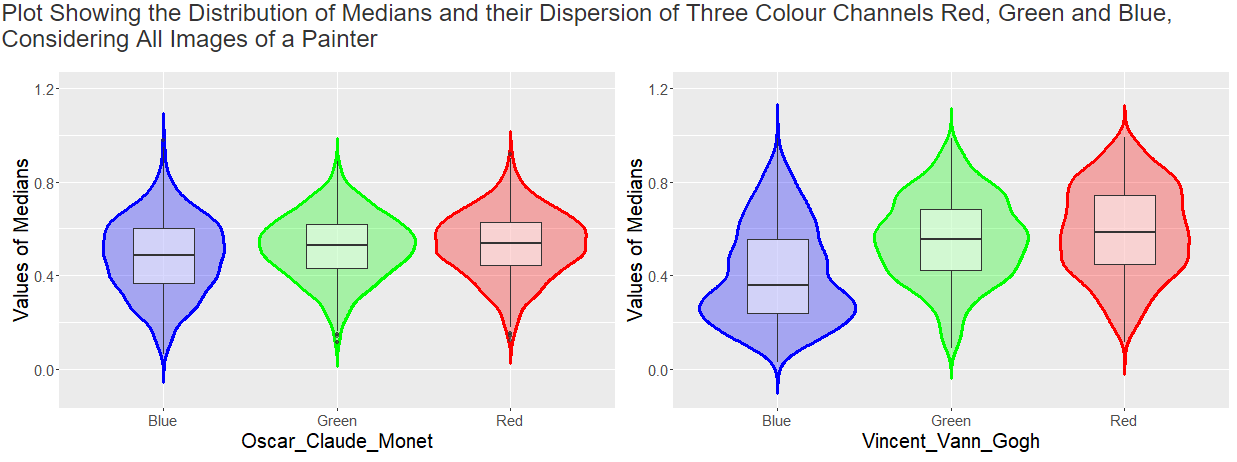 Plot Showing the Distribution of Medians and their Dispersion of Three Colour Channels Red, Green and Blue,
Considering All Images of a Painter
Values of Medians
1.2
0.8
0.4
0.0
Blue
Green
Red
Oscar_Claude_Monet
Values of Medians
1.2
0.8
0.4
0.0
Blue
Green
Red
Vincent_Vann_Gogh